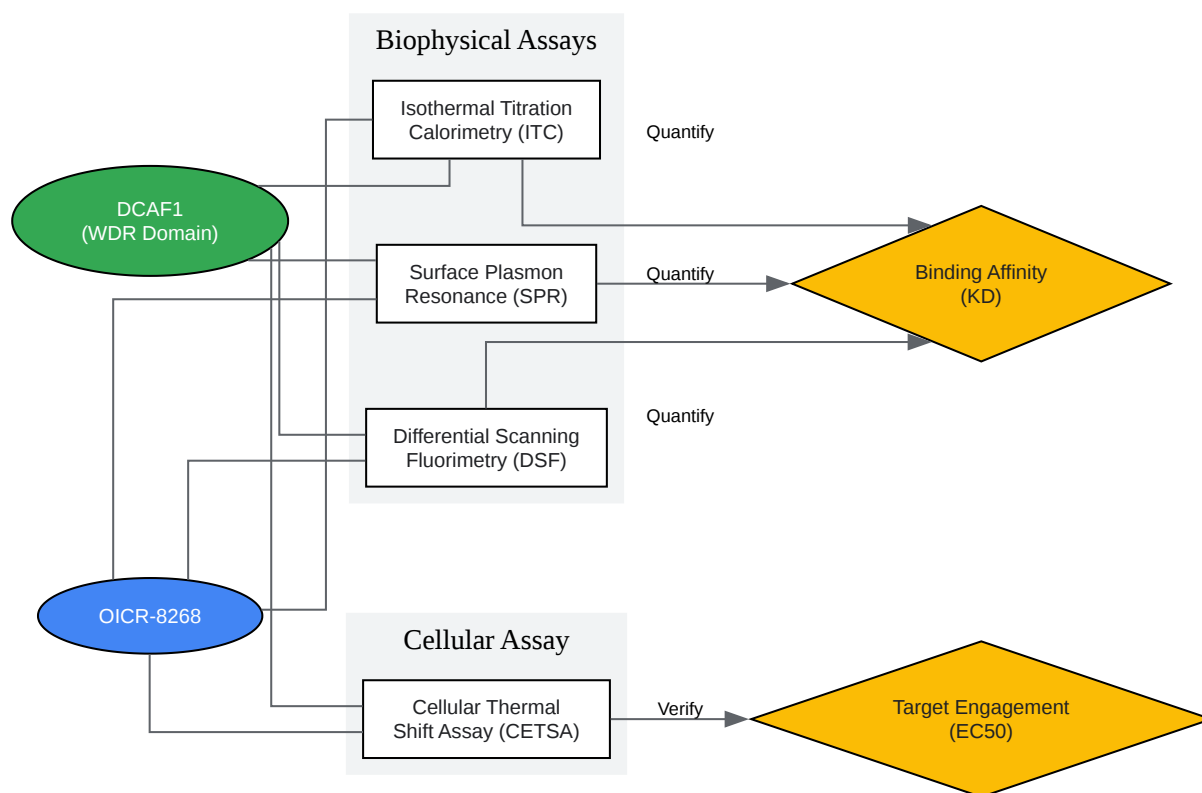 Biophysical Assays
Isothermal Titration
Calorimetry (ITC)
Quantify
DCAF1
(WDR Domain)
Surface Plasmon
Resonance (SPR)
Quantify
Binding Affinity
(KD)
Differential Scanning
Fluorimetry (DSF)
Quantify
OICR-8268
Cellular Assay
Cellular Thermal
Shift Assay (CETSA)
Verify
Target Engagement
(EC50)